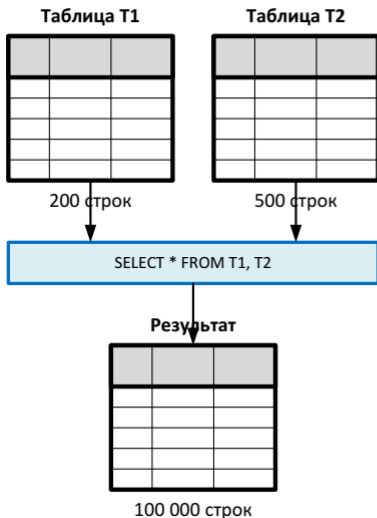 Таблица T1
Таблица T2
200 строк
500 строк
SELECT * FROM T1, T2
Результат
100 000 строк